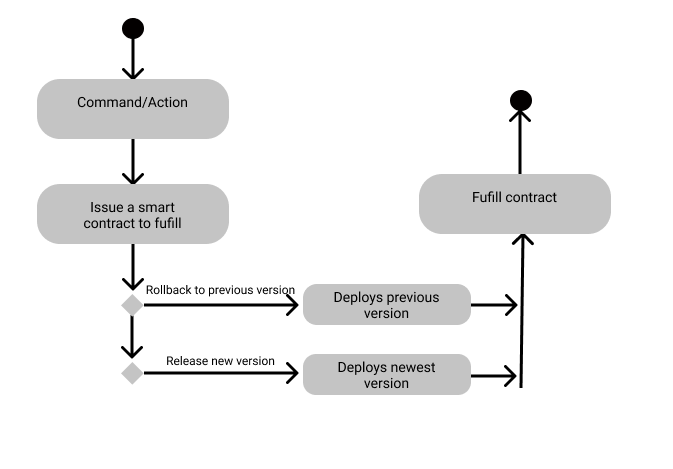 Command/Action
Issue a smart
contract to fufill
Rollback to previous version
Deploys previous
version
Release new version
Deploys newest
version
Fufill contract